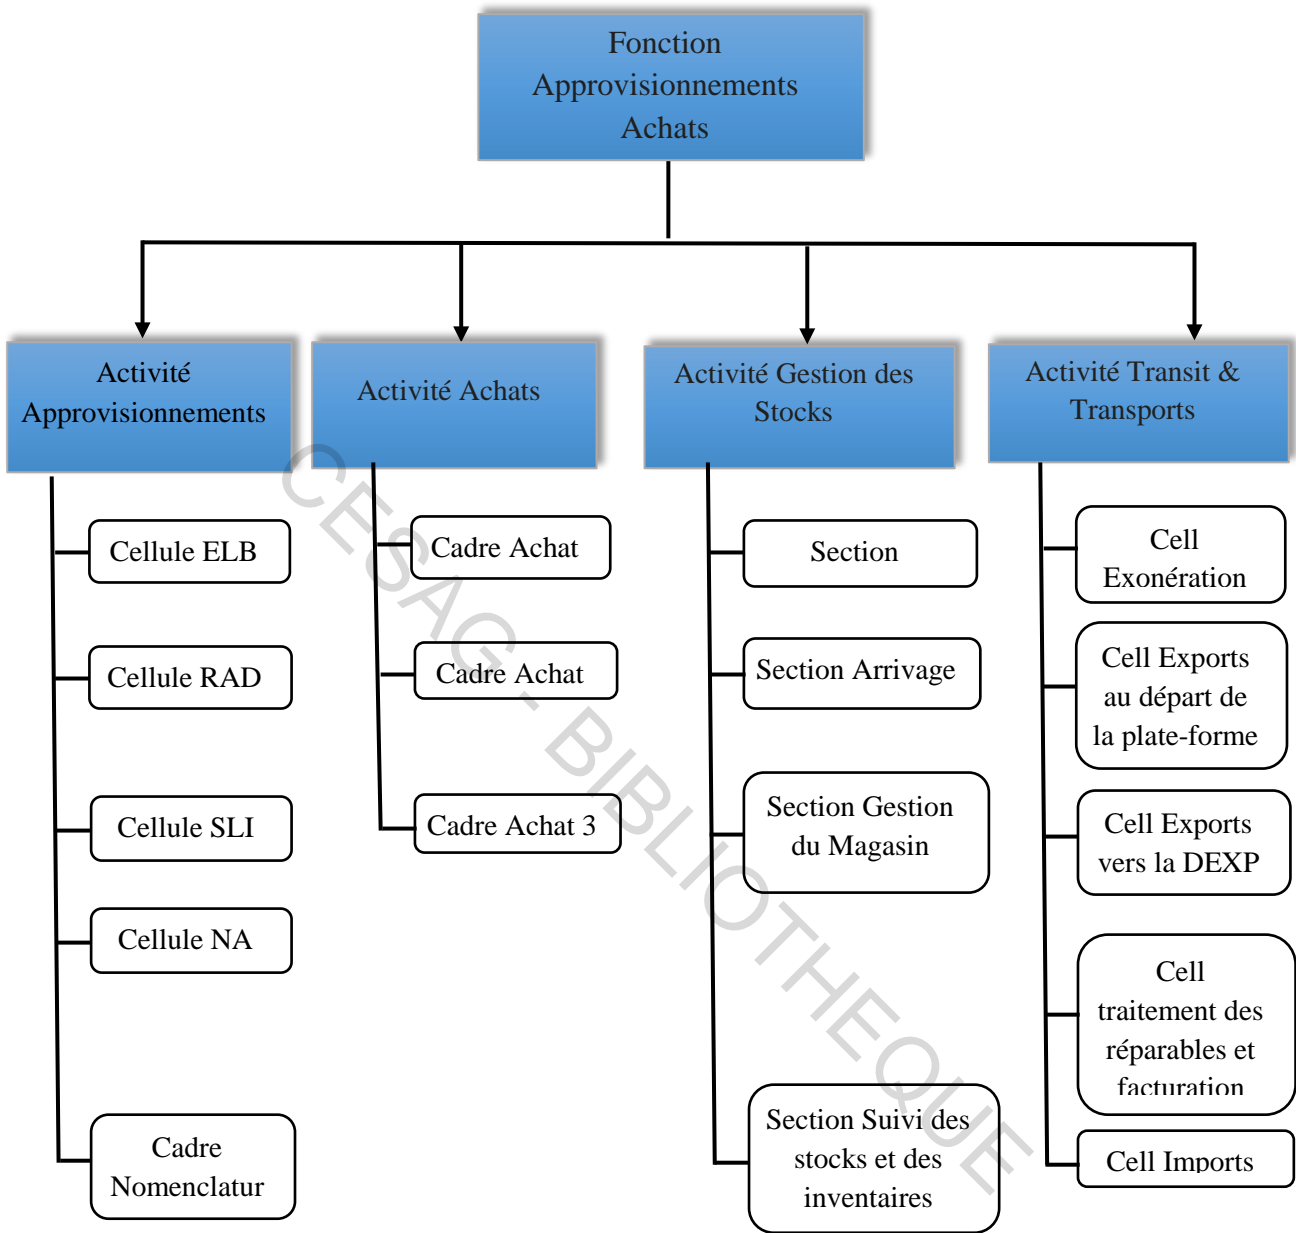 Fonction
Approvisionnements
Achats
Activité
Approvisionnements
Activité Achats
Activité Gestion des
Stocks
Activité Transit &
Transports
Cellule ELB
Cellule RAD
Cellule SLI
Cellule NA
Cadre
Nomenclatur
Cadre Achat
Cadre Achat
Cadre Achat 3
Section
Section Arrivage
Section Gestion
du Magasin
Section Suivi des
stocks et des
inventaires
Cell
Exonération
Cell Exports
au départ de
la plate-forme
Cell Exports
vers la DEXP
Cell
traitement des
réparables et
facturation
Cell Imports
CESAG - BIBLIOTHEQUE